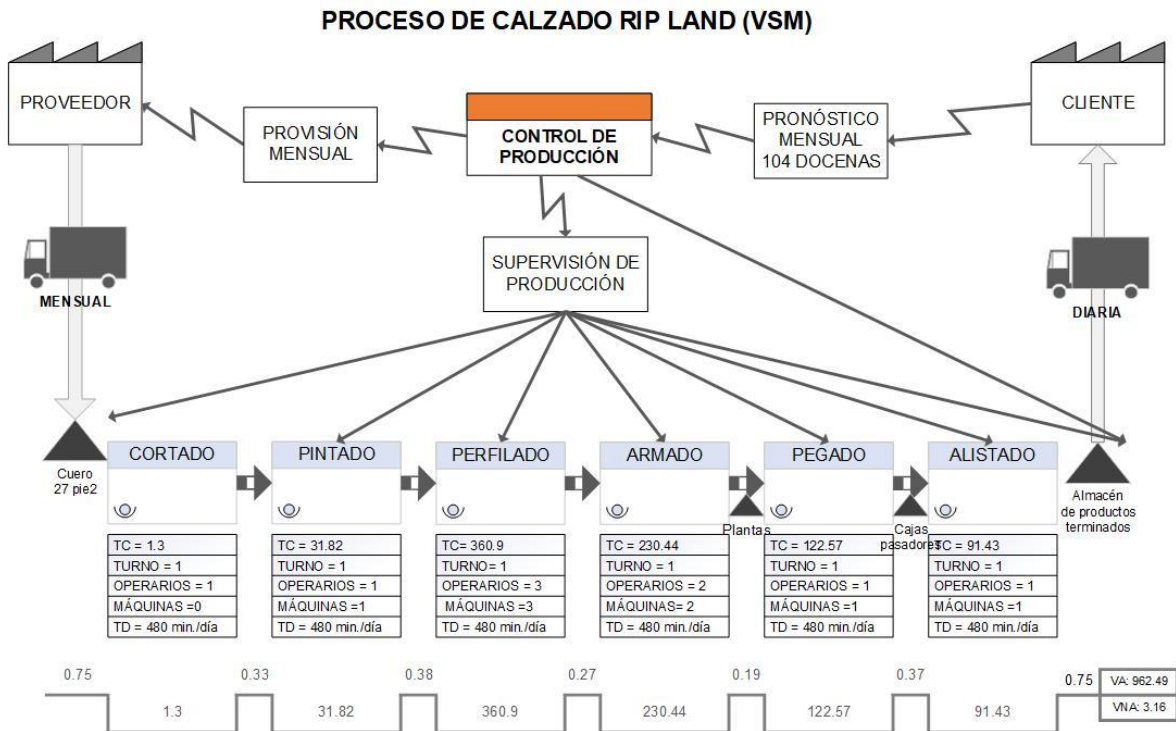 PROCESO DE CALZADO RIP LAND (VSM)
PROVEEDOR
PROVISIÓN
MENSUAL
CONTROL DE
PRODUCCIÓN
PRONÓSTICO
MENSUAL
104 DOCENAS
CLIENTE
MENSUAL
SUPERVISIÓN DE
PRODUCCIÓN
DIARIA
Cuero
27 pie2
CORTADO
PINTADO
PERFILADO
ARMADO
PEGADO
ALISTADO
Plantas
Cajas
pasadores
Almacén
de productos
terminados
TC = 1.3
TURNO = 1
OPERARIOS = 1
MÁQUINAS =0
TD = 480 min./día
TC = 31.82
TURNO = 1
OPERARIOS = 1
MÁQUINAS =1
TD = 480 min./día
TC= 360.9
TURNO= 1
OPERARIOS = 3
MÁQUINAS =3
TD = 480 min./día
TC = 230.44
TURNO = 1
OPERARIOS = 2
MÁQUINAS= 2
TD = 480 min./día
TC = 122.57
TURNO = 1
OPERARIOS = 1
MÁQUINAS =1
TD = 480 min./día
TC = 91.43
TURNO = 1
OPERARIOS = 1
MÁQUINAS =1
TD = 480 min./día
0.75 0.33 0.38 0.27 0.19 0.37 0.75 VA: 962.49
1.3 31.82 360.9 230.44 122.57 91.43 VNA: 3.16